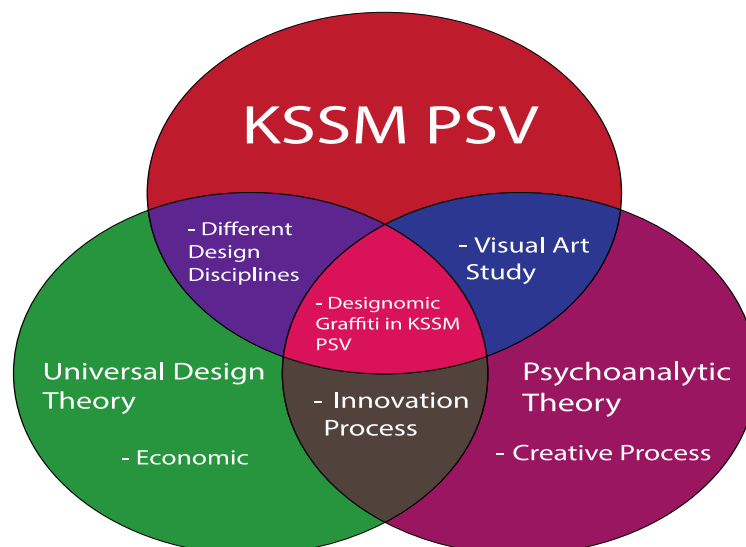 KSSM PSV
- Different
Design
Disciplines
- Visual Art
Study
- Designomic
Graffiti in KSSM
PSV
Universal Design
Theory
- Economic
- Innovation
Process
Psychoanalytic
Theory
- Creative Process